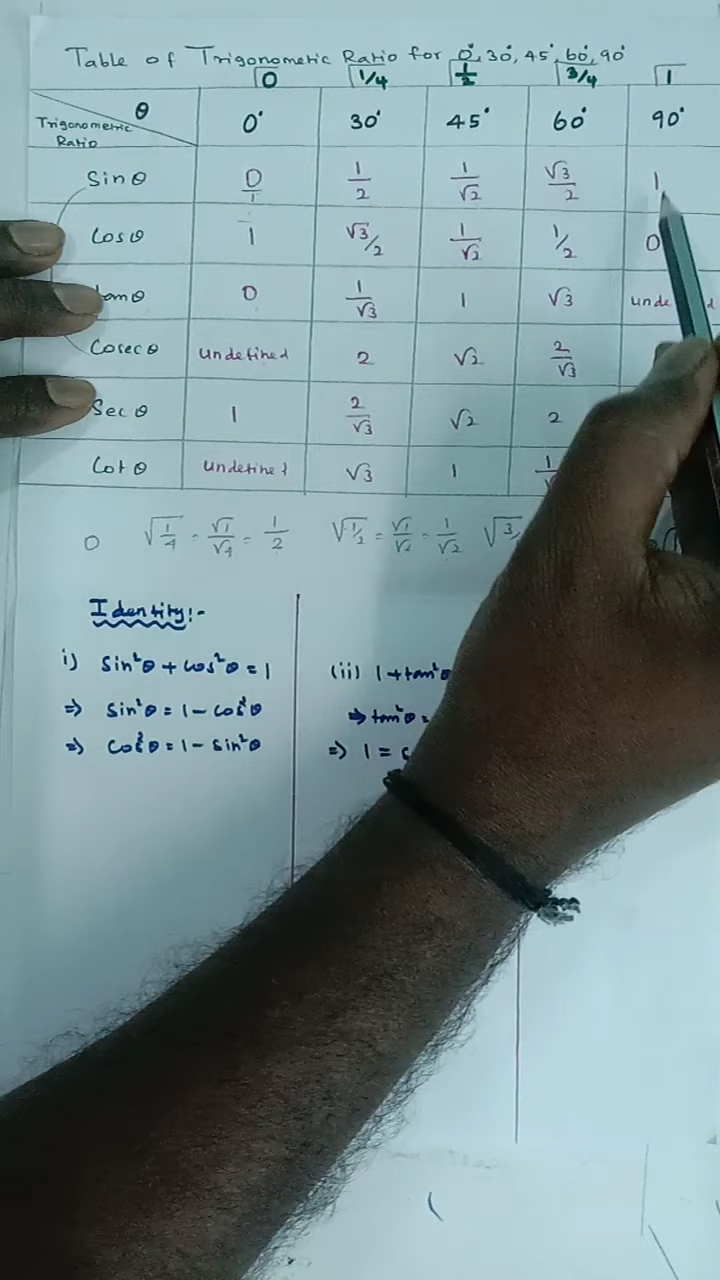 Table of Trigonometric Ratio for 0°, 30°, 45°, 60°, 90°
√0 √1/4 √1/2 √3/4 √1
θ
Trigonometric Ratio 0° 30° 45° 60° 90°
Sinθ 0/1 1/2 1/√2 √3/2 1
Cosθ 1 √3/2 1/√2 1/2 0
tanθ 0 1/√3 1 √3
Cosecθ undefined 2 √2 2/√3
Secθ 1 2/√3 √2 2
Cotθ undefined √3 1
0 √1/4 = √1/√4 = 1/2 √1/2 = √1/√2 = 1/√2
Identity:-
i) Sin²θ + cos²θ = 1
⇒ Sin²θ = 1 - cos²θ
⇒ Cos²θ = 1 - sin²θ
(ii) 1 + tan²θ
⇒ tan²θ =
⇒ 1 =